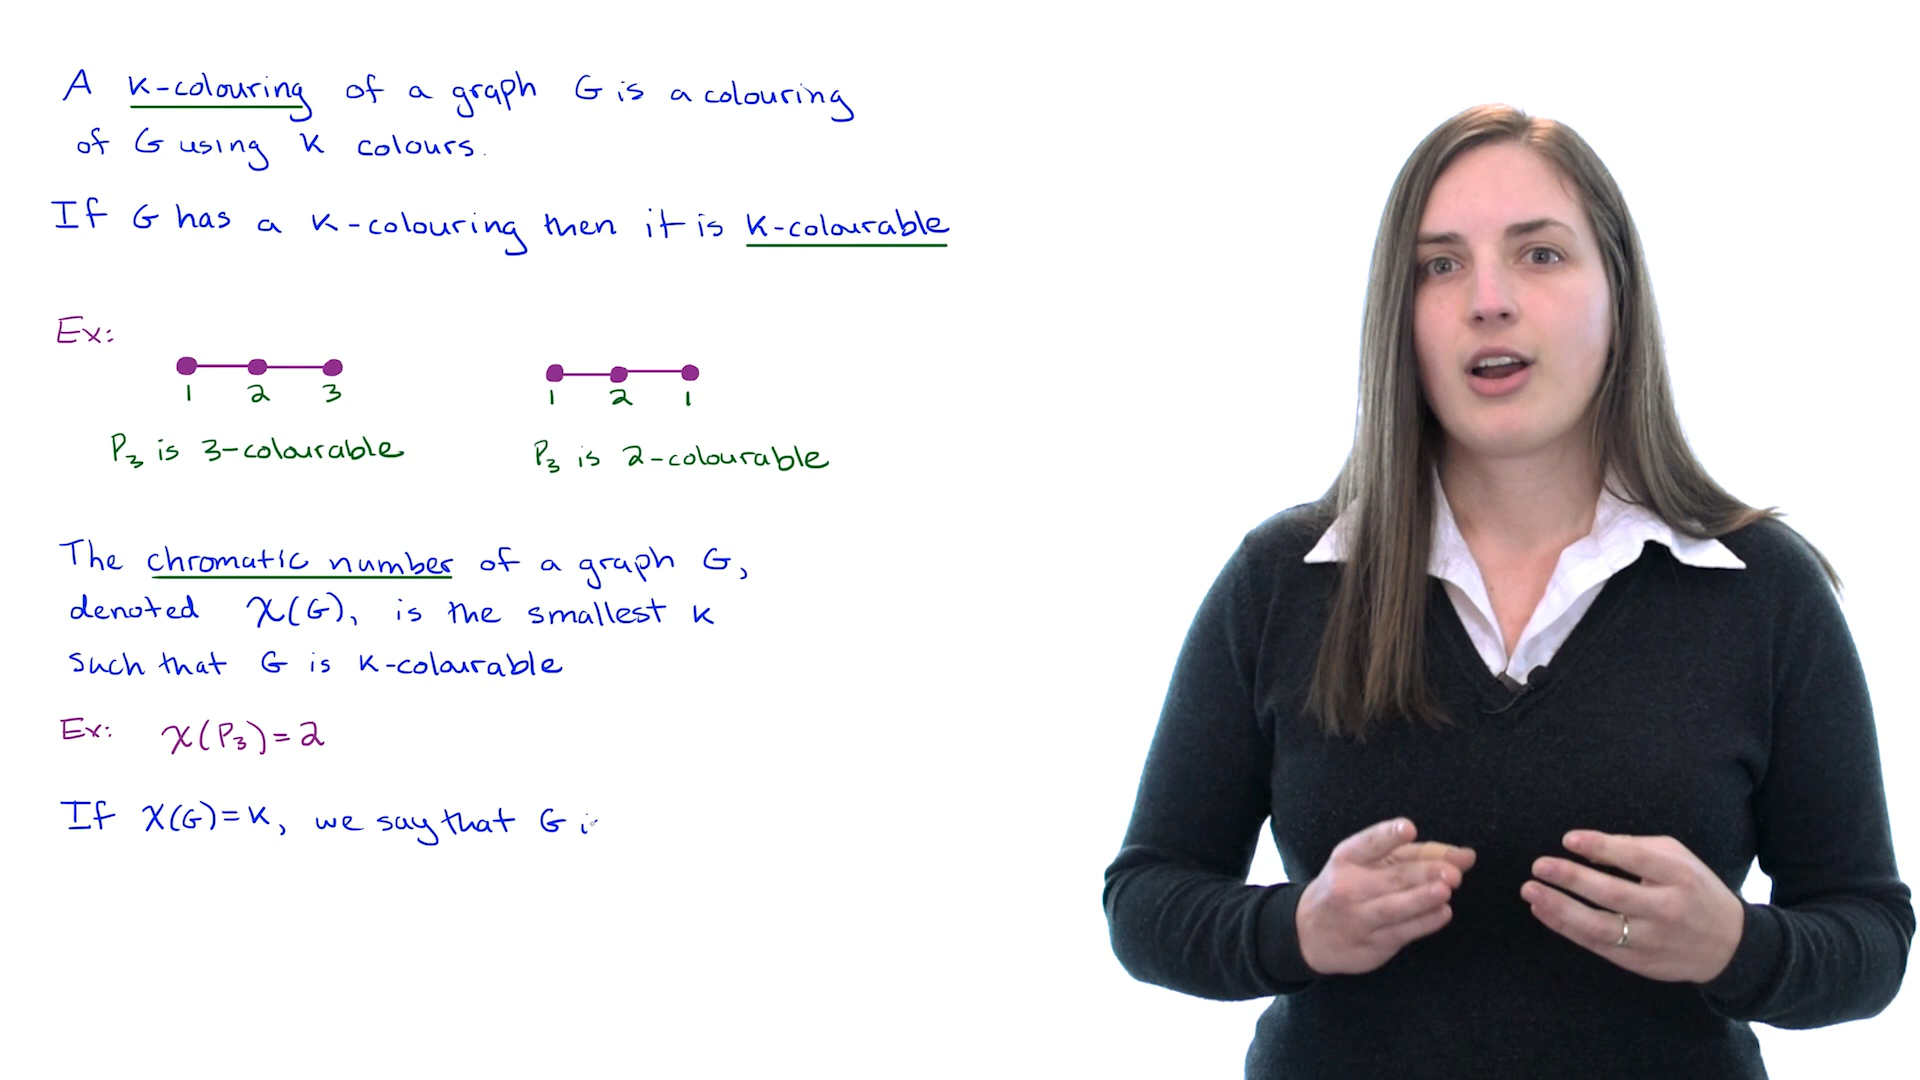 A k-colouring of a graph G is a colouring
of G using k colours.
If G has a k-colouring then it is k-colourable
Ex:
1 2 3
1 2 1
P₃ is 3-colourable
P₃ is 2-colourable
The chromatic number of a graph G,
denoted χ(G), is the smallest k
such that G is k-colourable
Ex: χ(P₃)=2
If χ(G)=k, we say that G i